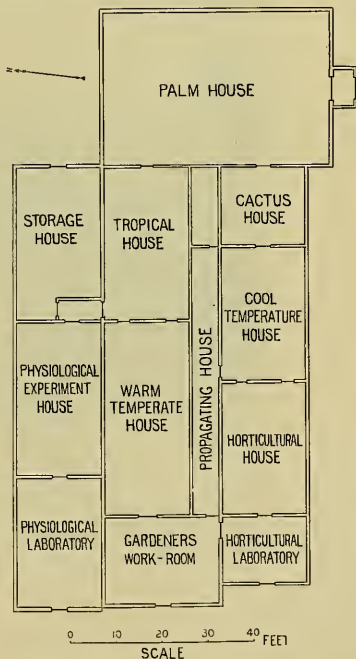 N
PALM HOUSE
STORAGE
HOUSE
TROPICAL
HOUSE
CACTUS
HOUSE
COOL
TEMPERATURE
HOUSE
PHYSIOLOGICAL
EXPERIMENT
HOUSE
WARM
TEMPERATE
HOUSE
PROPAGATING HOUSE
HORTICULTURAL
HOUSE
PHYSIOLOGICAL
LABORATORY
GARDENERS
WORK-ROOM
HORTICULTURAL
LABORATORY
0 10 20 30 40 FEET
SCALE